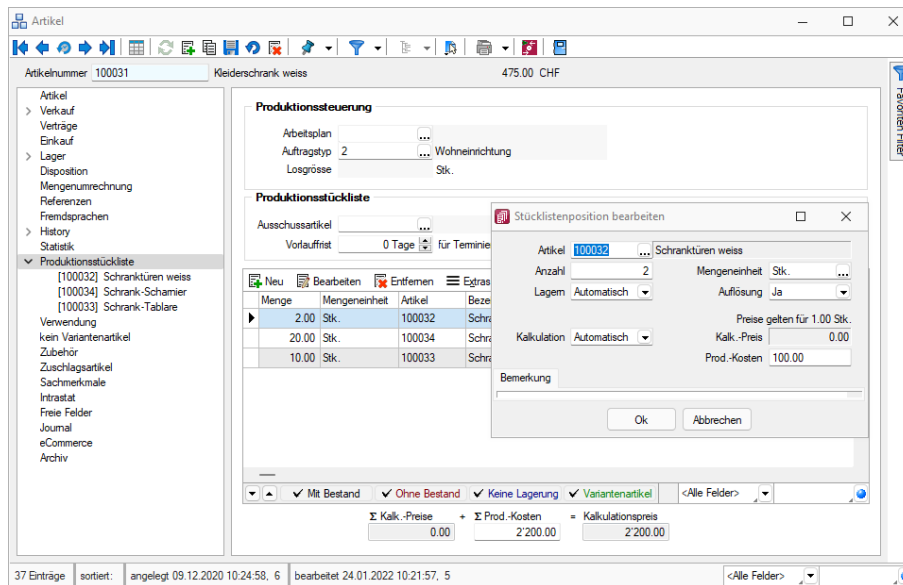 Artikel
Artikelnummer 100031 Kleiderschrank weiss 475.00 CHF
Favoriten Filter
Artikel
Verkauf
Verträge
Einkauf
Lager
Disposition
Mengenumrechnung
Referenzen
Fremdsprachen
History
Statistik
Produktionsstückliste
[100032] Schranktüren weiss
[100034] Schrank-Scharnier
[100033] Schrank-Tablare
Verwendung
kein Variantenartikel
Zubehör
Zuschlagsartikel
Sachmerkmale
Intrastat
Freie Felder
Journal
eCommerce
Archiv
Produktionssteuerung
Arbeitsplan ...
Auftragstyp 2 ... Wohneinrichtung
Losgrösse Stk.
Produktionsstückliste
Ausschussartikel ...
Vorlauffrist 0 Tage für Terminie
Neu Bearbeiten Entfernen Extras
Menge Mengeneinheit Artikel Beze
2.00 Stk. 100032 Schra
20.00 Stk. 100034 Schra
10.00 Stk. 100033 Schra
Stücklistenposition bearbeiten
Artikel 100032 ... Schranktüren weiss
Anzahl 2 Mengeneinheit Stk. ...
Lagern Automatisch Auflösung Ja
Preise gelten für 1.00 Stk.
Kalkulation Automatisch Kalk.-Preis 0.00
Prod.-Kosten 100.00
Bemerkung
Ok Abbrechen
Mit Bestand Ohne Bestand Keine Lagerung Variantenartikel <Alle Felder>
Σ Kalk.-Preise + Σ Prod.-Kosten = Kalkulationspreis
0.00 2'200.00 2'200.00
37 Einträge sortiert: angelegt 09.12.2020 10:24:58, 6 bearbeitet 24.01.2022 10:21:57, 5 <Alle Felder>